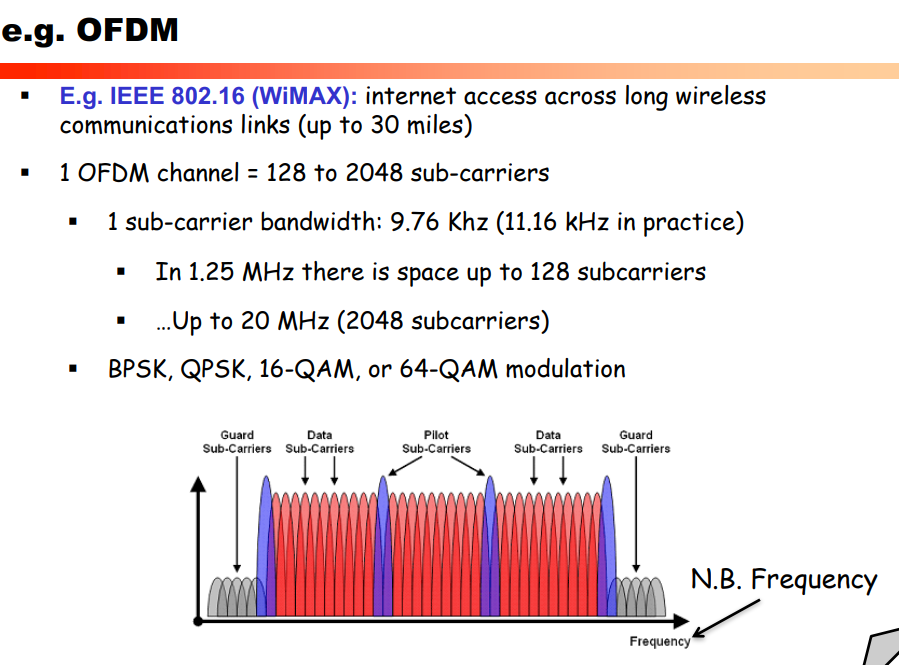 e.g. OFDM
E.g. IEEE 802.16 (WiMAX): internet access across long wireless
communications links (up to 30 miles)
1 OFDM channel = 128 to 2048 sub-carriers
1 sub-carrier bandwidth: 9.76 Khz (11.16 kHz in practice)
In 1.25 MHz there is space up to 128 subcarriers
…Up to 20 MHz (2048 subcarriers)
BPSK, QPSK, 16-QAM, or 64-QAM modulation
Guard
Sub-Carriers
Data
Sub-Carriers
Pilot
Sub-Carriers
Data
Sub-Carriers
Guard
Sub-Carriers
N.B. Frequency
Frequency